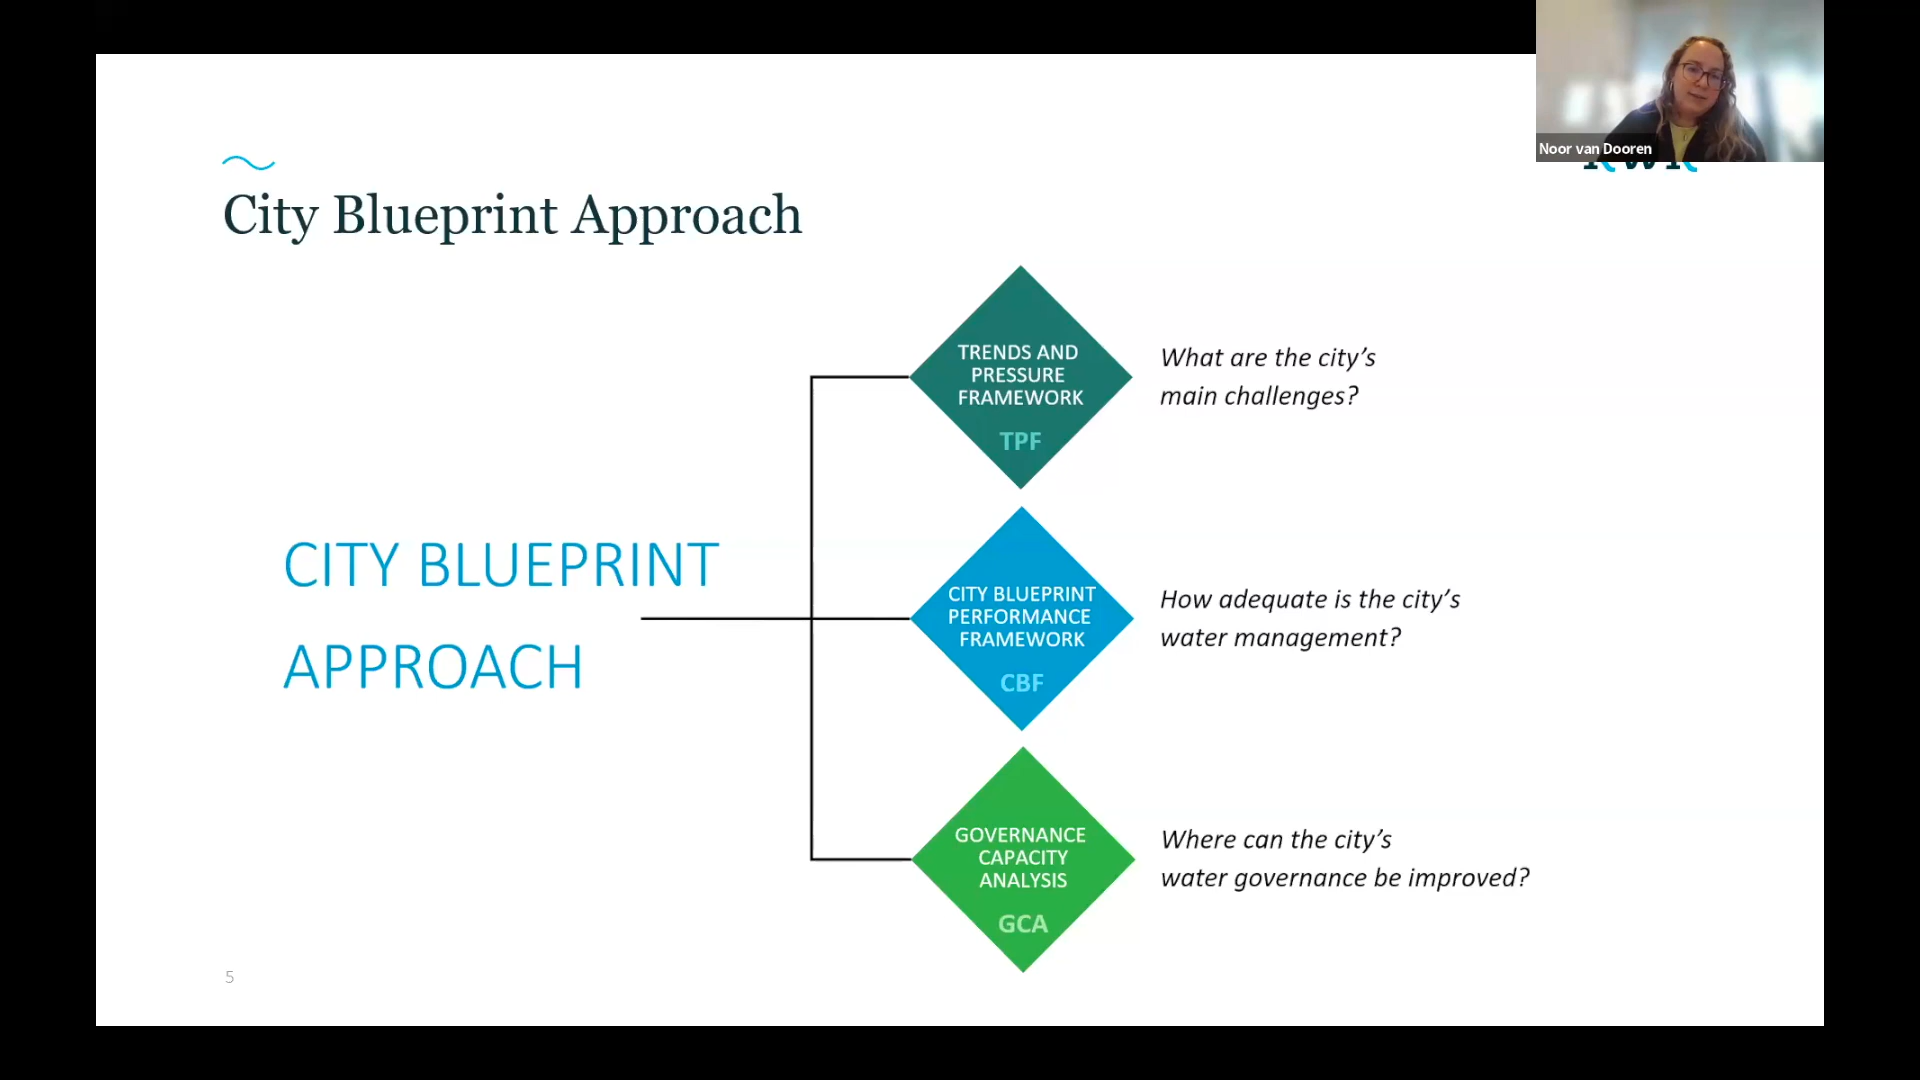 Noor van Dooren
City Blueprint Approach
TRENDS AND
PRESSURE
FRAMEWORK
TPF
What are the city’s
main challenges?
CITY BLUEPRINT
APPROACH
CITY BLUEPRINT
PERFORMANCE
FRAMEWORK
CBF
How adequate is the city’s
water management?
GOVERNANCE
CAPACITY
ANALYSIS
GCA
Where can the city’s
water governance be improved?
5